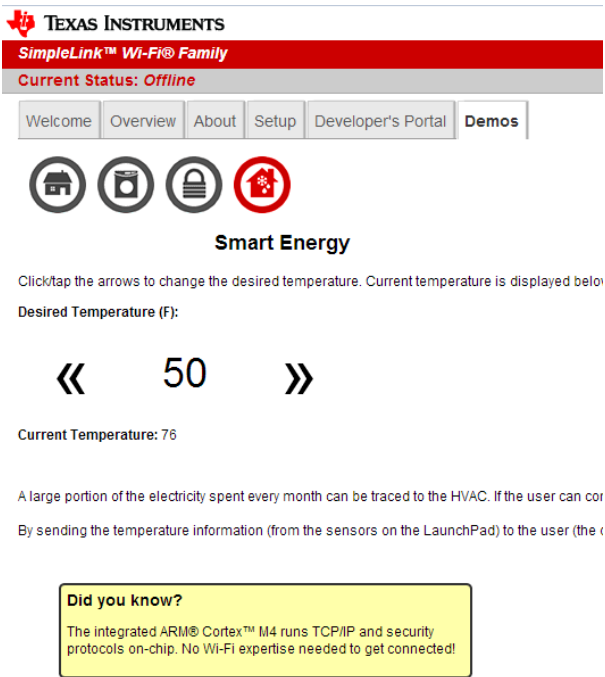 TEXAS INSTRUMENTS
SimpleLink™ Wi-Fi® Family
Current Status: Offline
Welcome Overview About Setup Developer's Portal Demos
Smart Energy
Click/tap the arrows to change the desired temperature. Current temperature is displayed
Desired Temperature (F):
« 50 »
Current Temperature: 76
A large portion of the electricity spent every month can be traced to the HVAC. If the user can
By sending the temperature information (from the sensors on the LaunchPad) to the user (the
Did you know?
The integrated ARM® Cortex™ M4 runs TCP/IP and security
protocols on-chip. No Wi-Fi expertise needed to get connected!